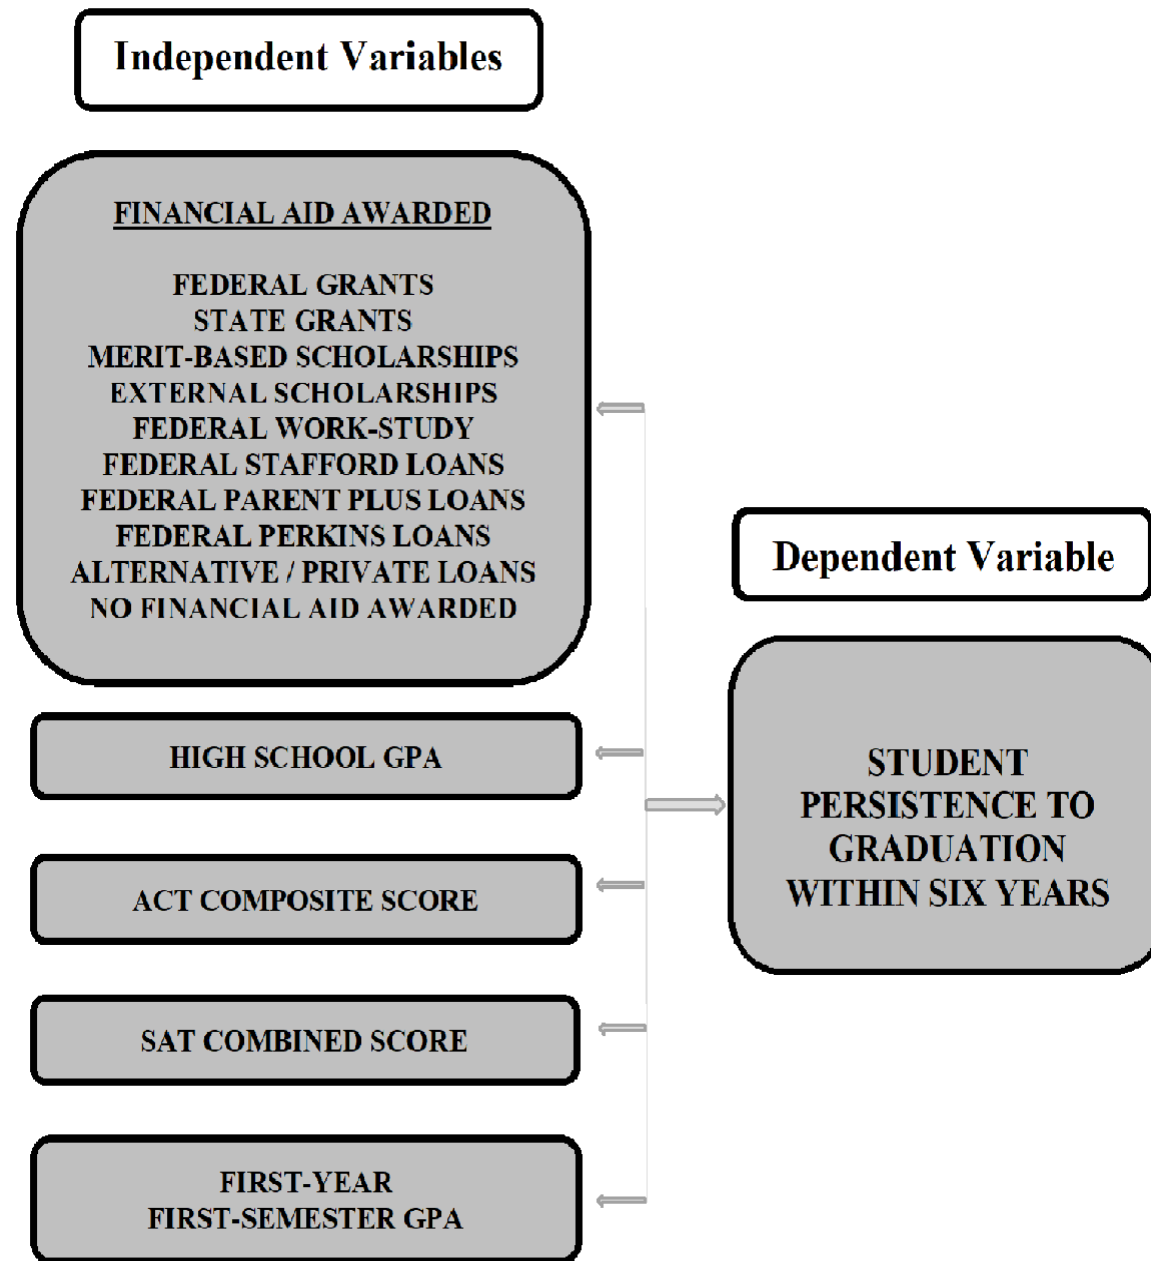 Independent Variables
FINANCIAL AID AWARDED
FEDERAL GRANTS
STATE GRANTS
MERIT-BASED SCHOLARSHIPS
EXTERNAL SCHOLARSHIPS
FEDERAL WORK-STUDY
FEDERAL STAFFORD LOANS
FEDERAL PARENT PLUS LOANS
FEDERAL PERKINS LOANS
ALTERNATIVE / PRIVATE LOANS
NO FINANCIAL AID AWARDED
HIGH SCHOOL GPA
ACT COMPOSITE SCORE
SAT COMBINED SCORE
FIRST-YEAR
FIRST-SEMESTER GPA
Dependent Variable
STUDENT
PERSISTENCE TO
GRADUATION
WITHIN SIX YEARS